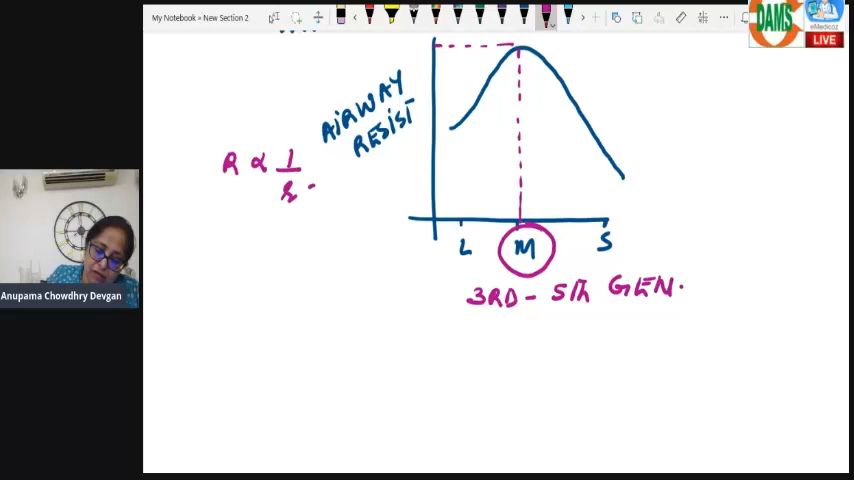 My Notebook » New Section 2
DAMS
eMedicoz
LIVE
AIRWAY
RESIST
R ∝ 1
r
L M S
3RD - 5th GEN.
Anupama Chowdhry Devgan